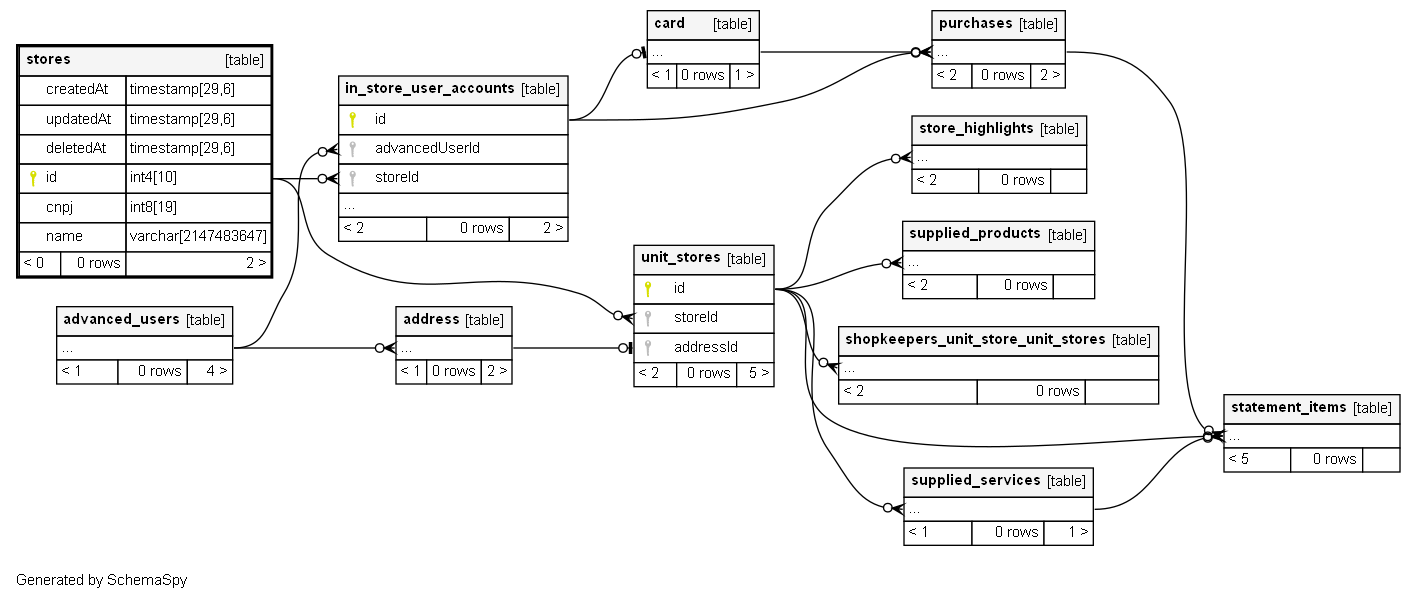 stores [table]
createdAt timestamp[29,6]
updatedAt timestamp[29,6]
deletedAt timestamp[29,6]
id int4[10]
cnpj int8[19]
name varchar[2147483647]
< 0 0 rows 2 >
in_store_user_accounts [table]
id
advancedUserId
storeId
...
< 2 0 rows 2 >
card [table]
...
< 1 0 rows 1 >
purchases [table]
...
< 2 0 rows 2 >
store_highlights [table]
...
< 2 0 rows
supplied_products [table]
...
< 2 0 rows
unit_stores [table]
id
storeId
addressId
< 2 0 rows 5 >
advanced_users [table]
...
< 1 0 rows 4 >
address [table]
...
< 1 0 rows 2 >
shopkeepers_unit_store_unit_stores [table]
...
< 2 0 rows
statement_items [table]
...
< 5 0 rows
supplied_services [table]
...
< 1 0 rows 1 >
Generated by SchemaSpy